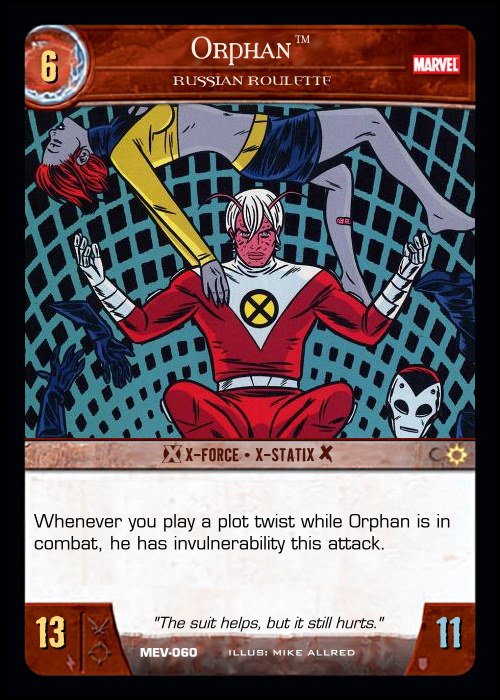 6
Orphan™
MARVEL
RUSSIAN ROULETTE
X-FORCE • X-STATIX
C
Whenever you play a plot twist while Orphan is in
combat, he has invulnerability this attack.
"The suit helps, but it still hurts."
13
11
MEV-060 ILLUS: MIKE ALLRED